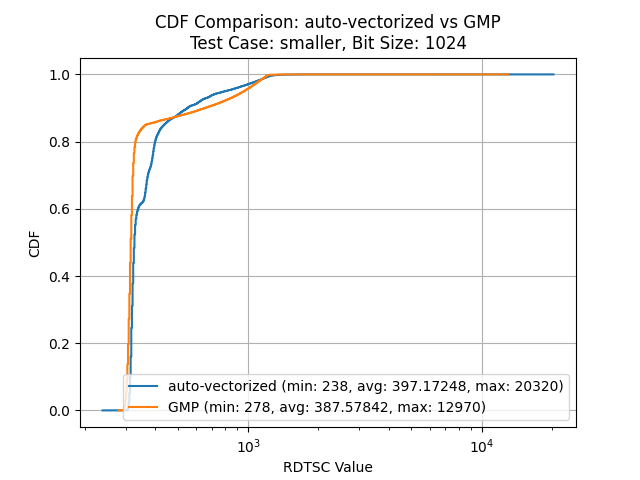 CDF Comparison: auto-vectorized vs GMP
Test Case: smaller, Bit Size: 1024
1.0
0.8
0.6
0.4
0.2
0.0
CDF
auto-vectorized (min: 238, avg: 397.17248, max: 20320)
GMP (min: 278, avg: 387.57842, max: 12970)
10³
10⁴
RDTSC Value